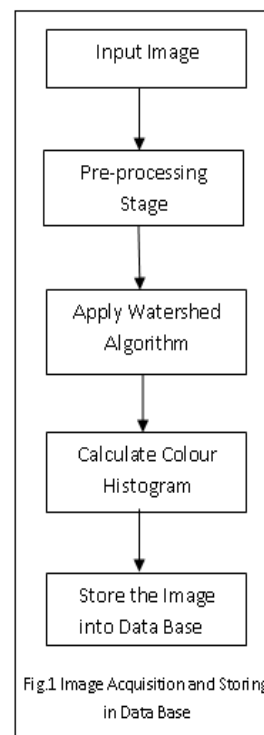 Input Image
Pre-processing
Stage
Apply Watershed
Algorithm
Calculate Colour
Histogram
Store the Image
into Data Base
Fig.1 Image Acquisition and Storing
in Data Base